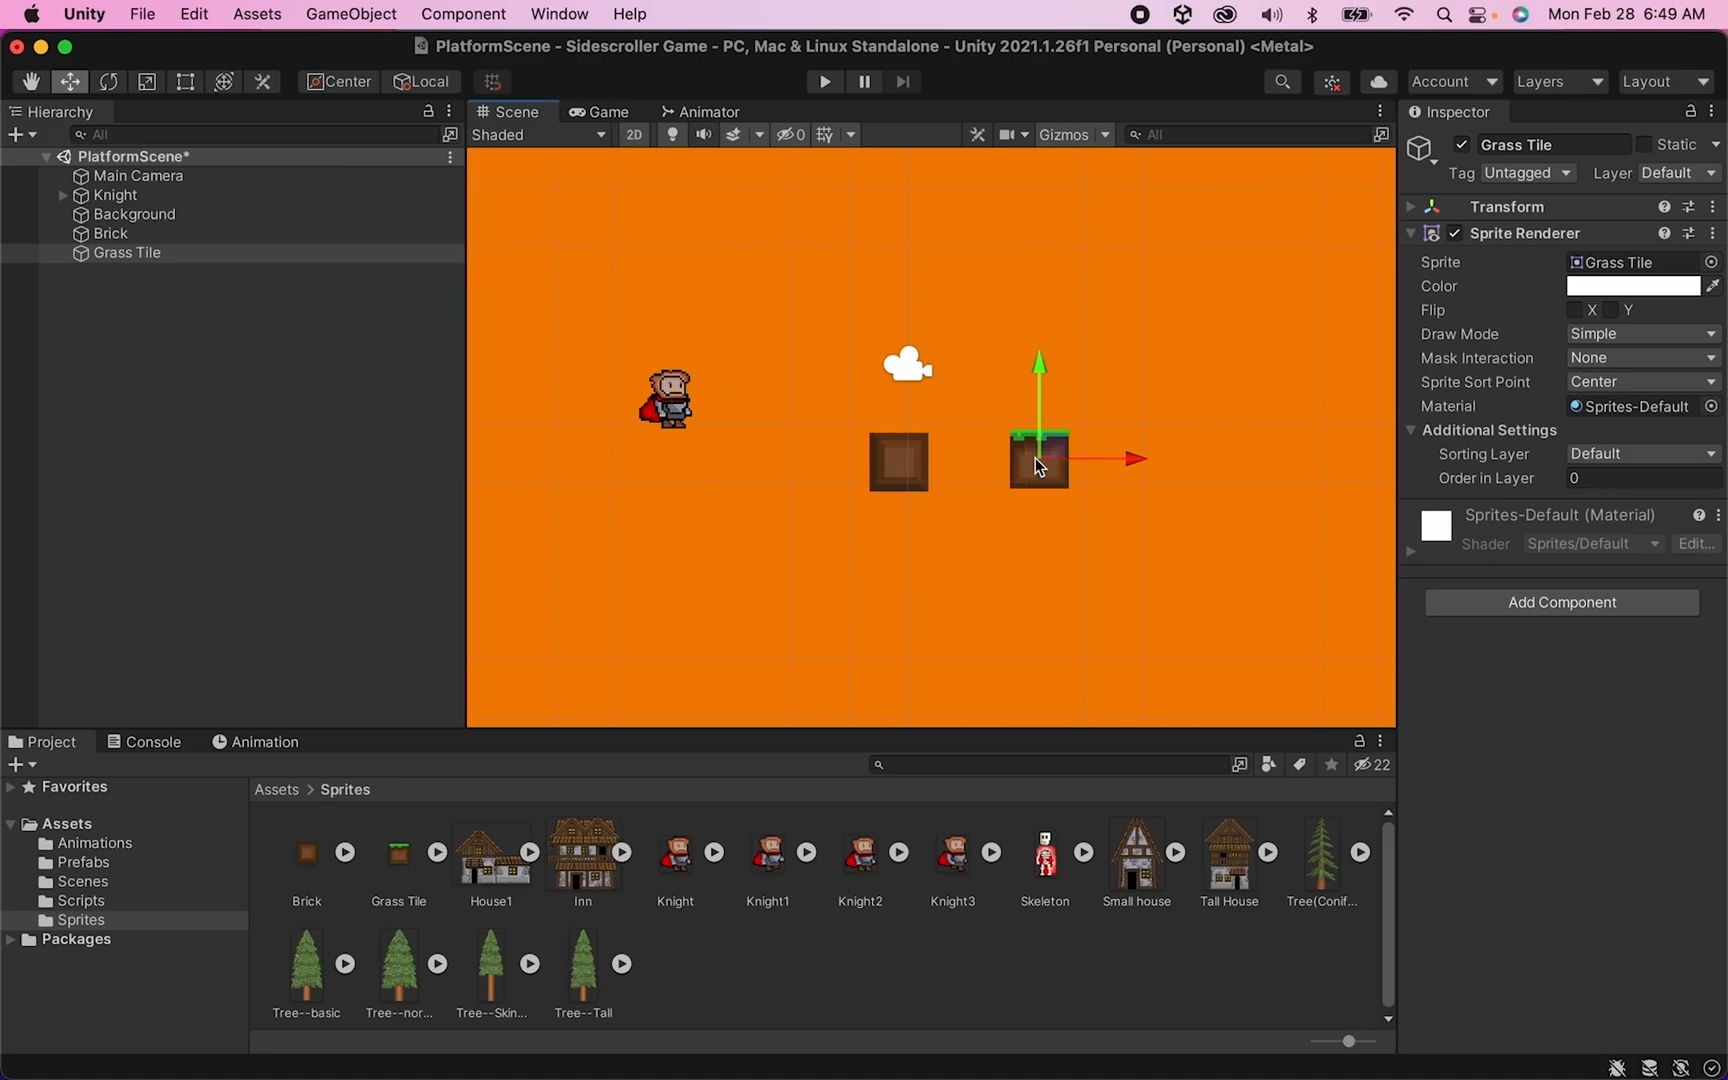 Unity File Edit Assets GameObject Component Window Help Mon Feb 28 6:49 AM
PlatformScene - Sidescroller Game - PC, Mac & Linux Standalone - Unity 2021.1.26f1 Personal (Personal) <Metal>
Center Local Account Layers Layout
Hierarchy
All
PlatformScene*
Main Camera
Knight
Background
Brick
Grass Tile
Scene Game Animator
Shaded 2D 0 Gizmos All
Inspector
Grass Tile Static
Tag Untagged Layer Default
Transform
Sprite Renderer
Sprite Grass Tile
Color
Flip X Y
Draw Mode Simple
Mask Interaction None
Sprite Sort Point Center
Material Sprites-Default
Additional Settings
Sorting Layer Default
Order in Layer 0
Sprites-Default (Material)
Shader Sprites/Default Edit...
Add Component
Project Console Animation
22
Favorites
Assets
Animations
Prefabs
Scenes
Scripts
Sprites
Packages
Assets > Sprites
Brick Grass Tile House1 Inn Knight Knight1 Knight2 Knight3 Skeleton Small house Tall House Tree(Conif...
Tree--basic Tree--nor... Tree--Skin... Tree--Tall